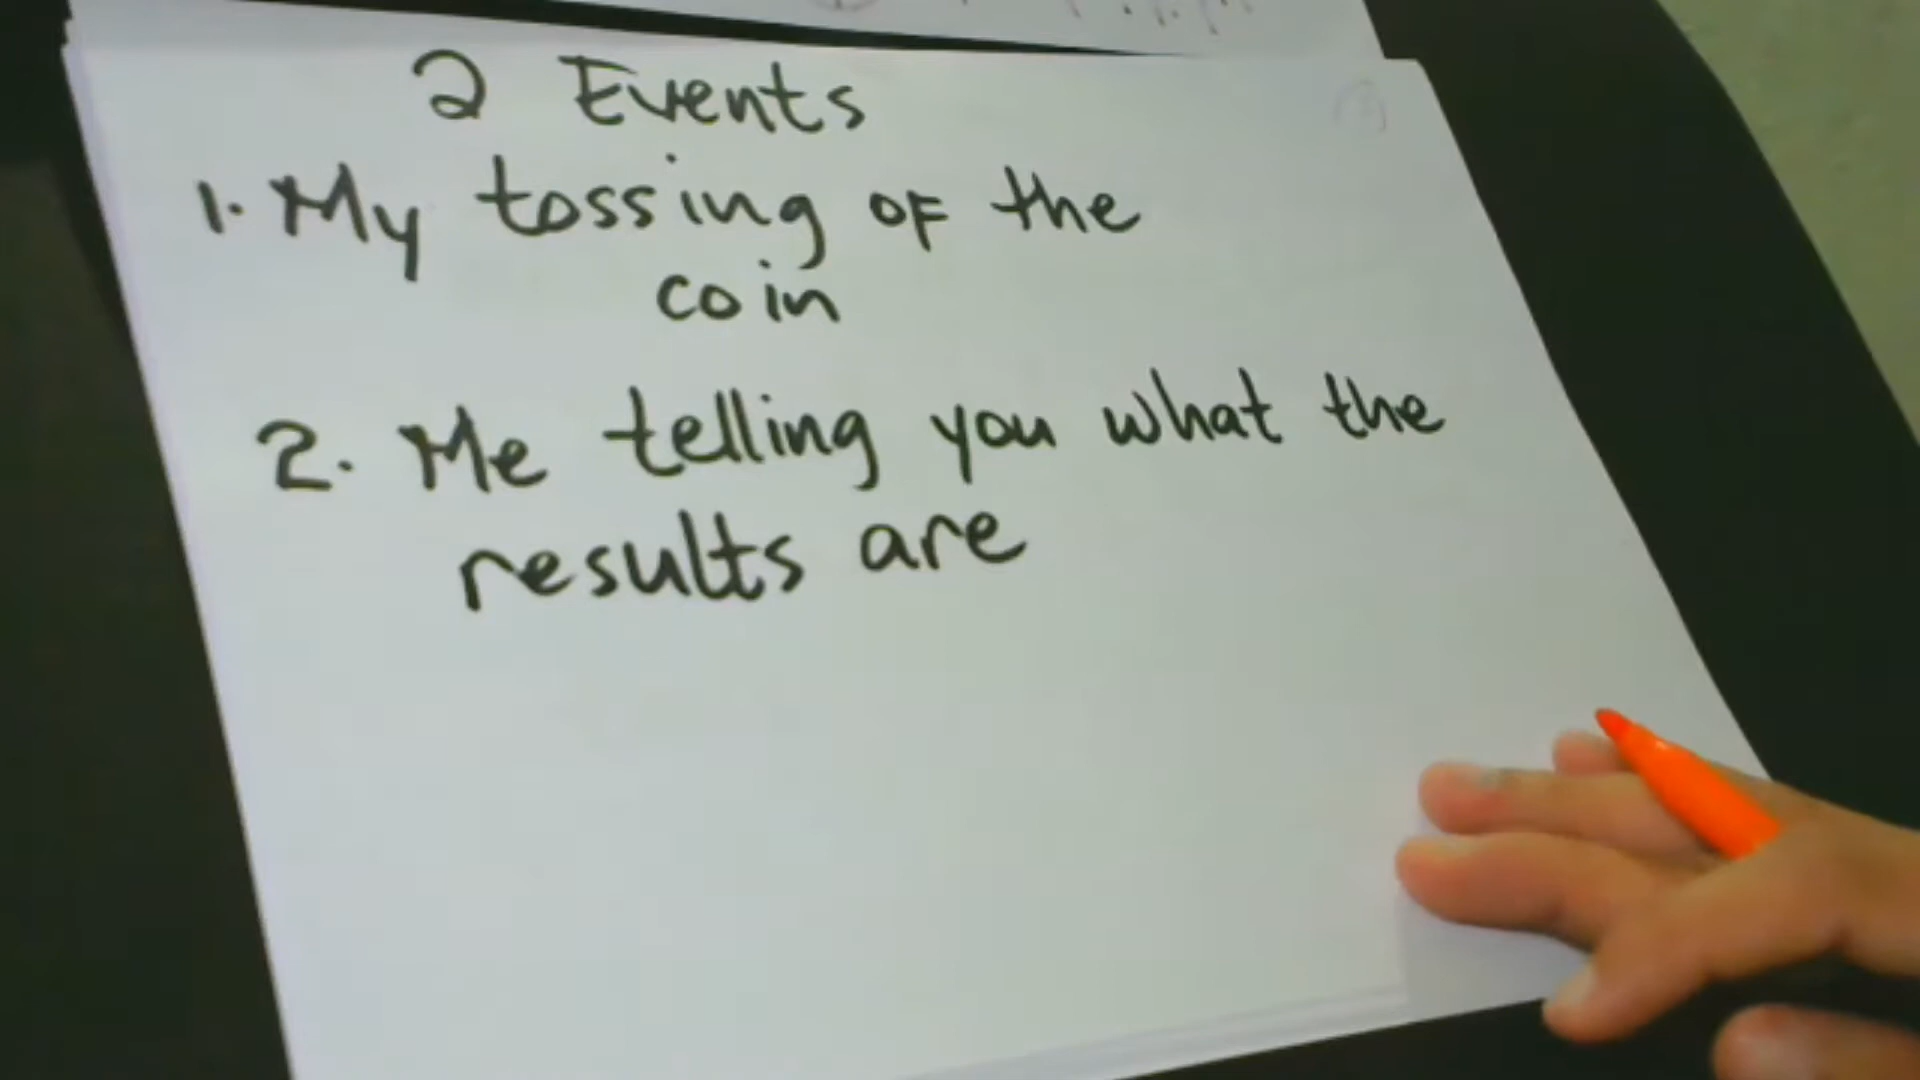 2 Events
1. My tossing of the
coin
2. Me telling you what the
results are